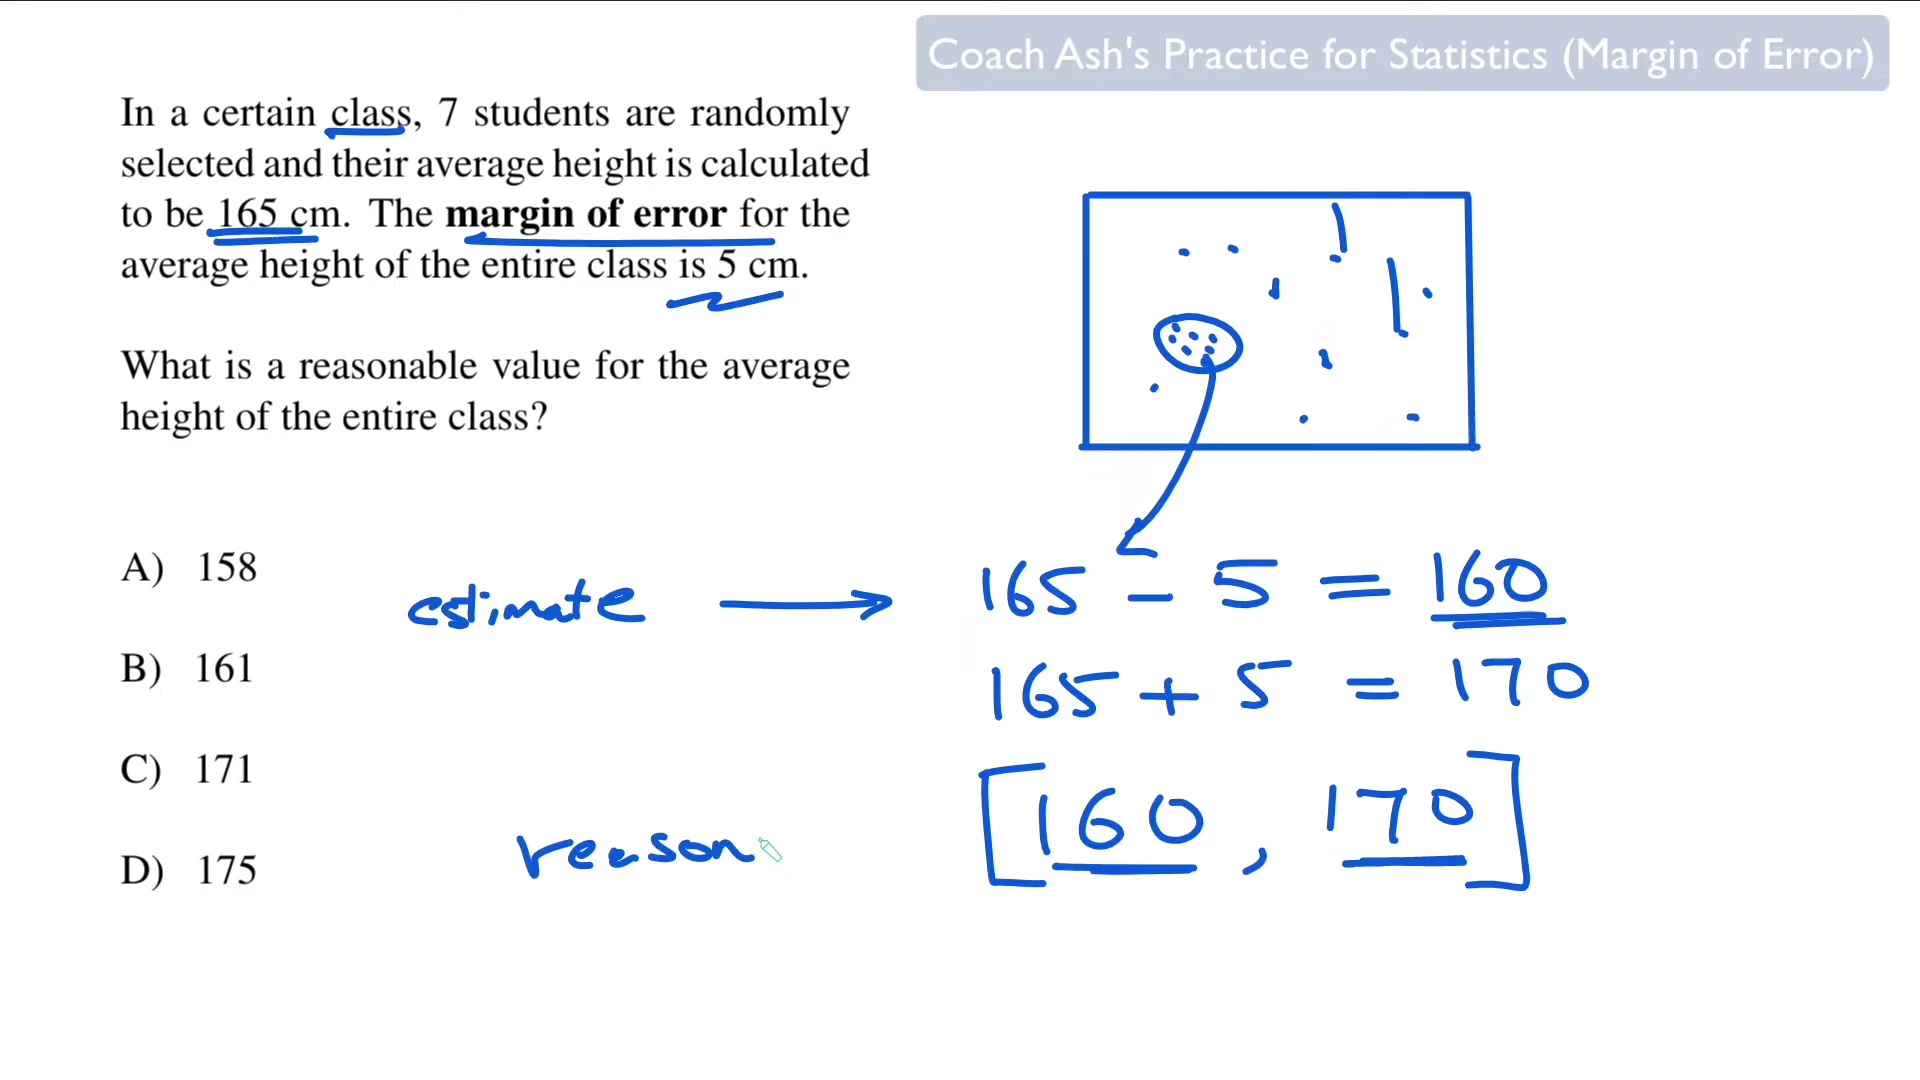 Coach Ash's Practice for Statistics (Margin of Error)
In a certain class, 7 students are randomly
selected and their average height is calculated
to be 165 cm. The margin of error for the
average height of the entire class is 5 cm.
What is a reasonable value for the average
height of the entire class?
A) 158
B) 161
C) 171
D) 175
estimate → 165 - 5 = 160
165 + 5 = 170
[160, 170]
reason